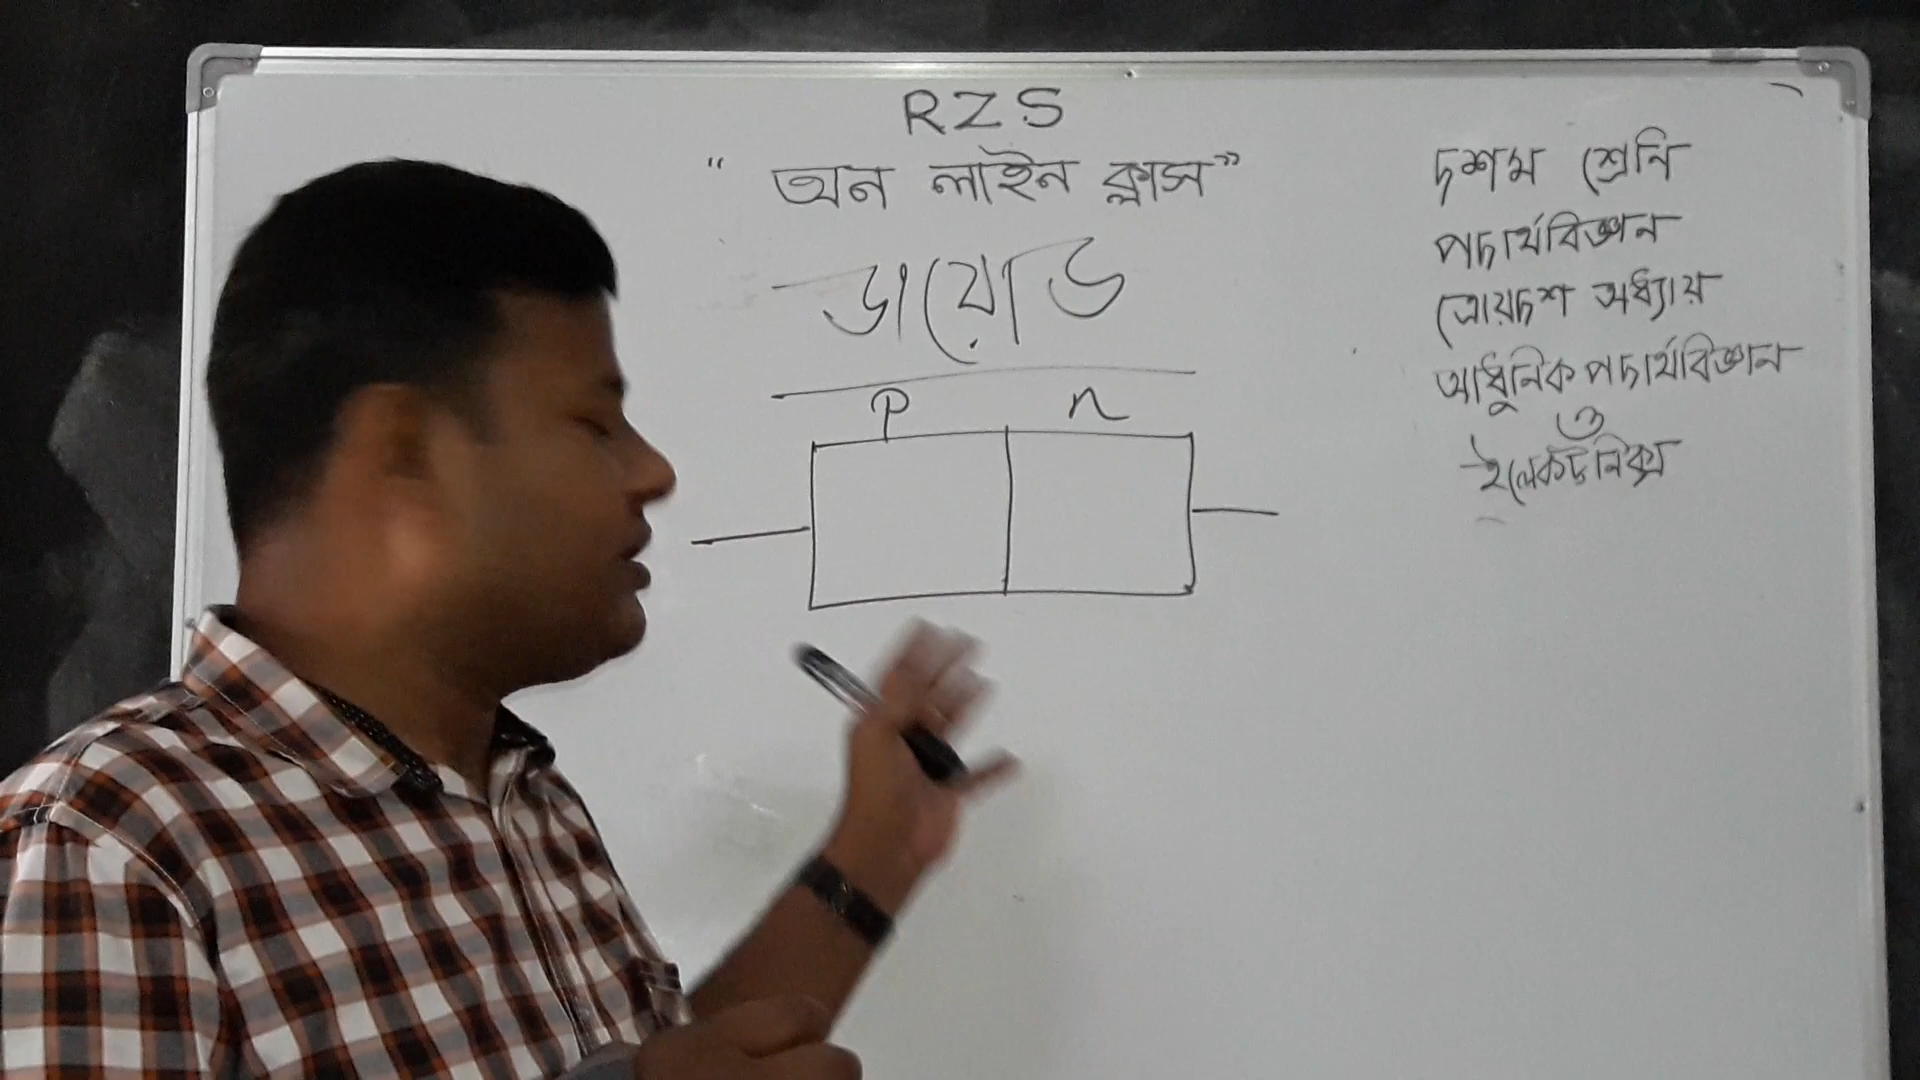 RZS
"অন লাইন ক্লাস"
ডায়োড
P n
দশম শ্রেনি
পদার্থবিজ্ঞান
ত্রোয়দশ অধ্যায়
আধুনিক পদার্থবিজ্ঞান
ও
ইলেকট্রনিক্স